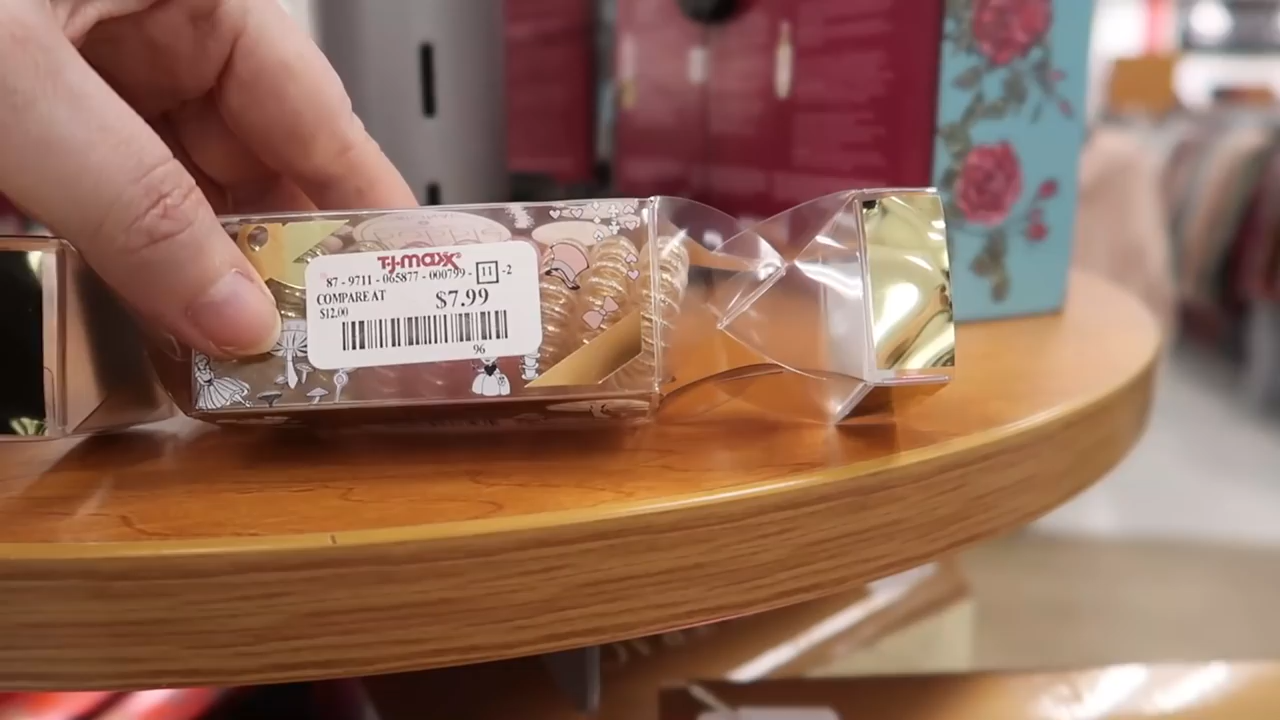 T·J·maxx
87 - 9711 - 065877 - 000799 - 11 -2
COMPARE AT
$7.99
$12.00
96